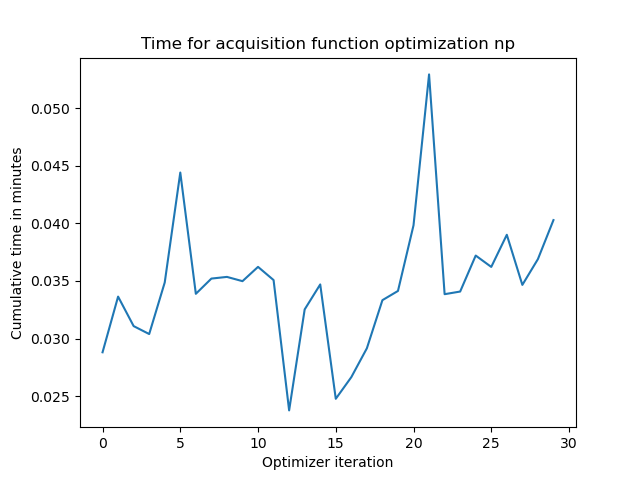 Time for acquisition function optimization np
Cumulative time in minutes
0.050
0.045
0.040
0.035
0.030
0.025
0 5 10 15 20 25 30
Optimizer iteration